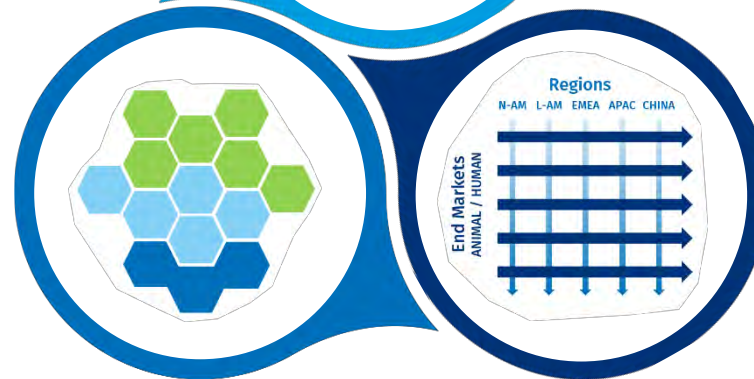 Regions
N-AM L-AM EMEA APAC CHINA
End Markets
ANIMAL / HUMAN